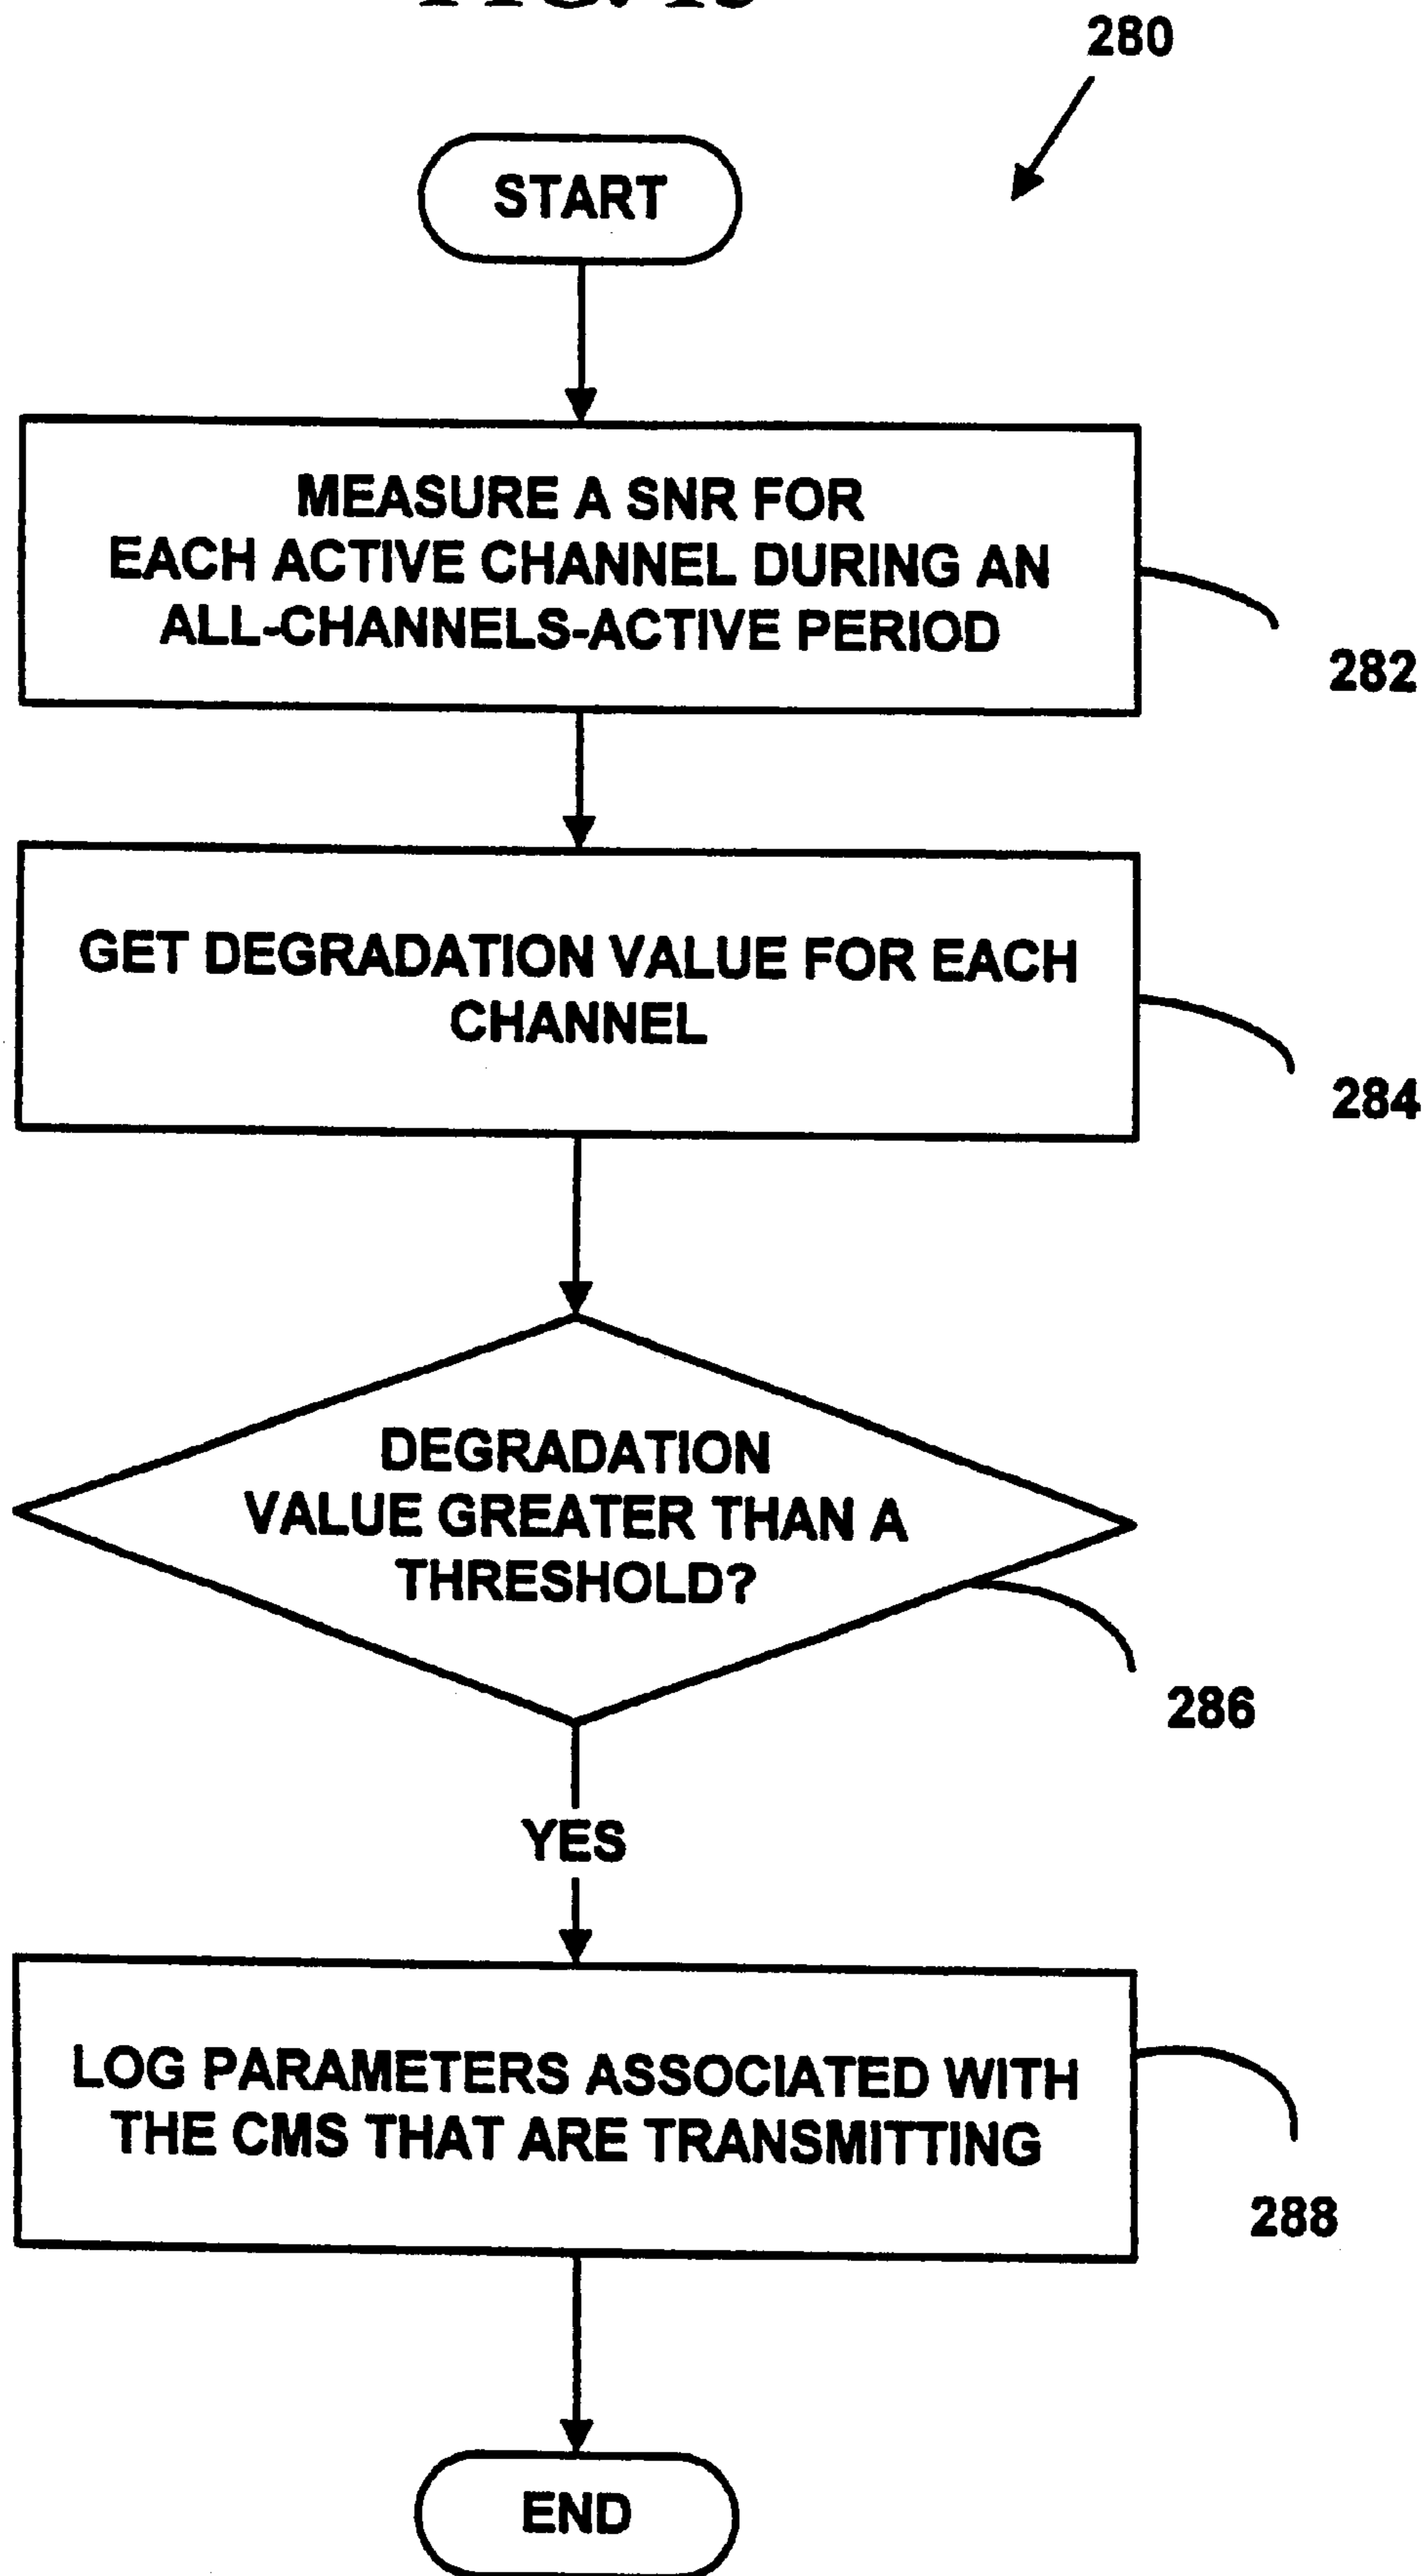 280
START
MEASURE A SNR FOR
EACH ACTIVE CHANNEL DURING AN
ALL-CHANNELS-ACTIVE PERIOD
282
GET DEGRADATION VALUE FOR EACH
CHANNEL
284
DEGRADATION
VALUE GREATER THAN A
THRESHOLD?
286
YES
LOG PARAMETERS ASSOCIATED WITH
THE CMS THAT ARE TRANSMITTING
288
END